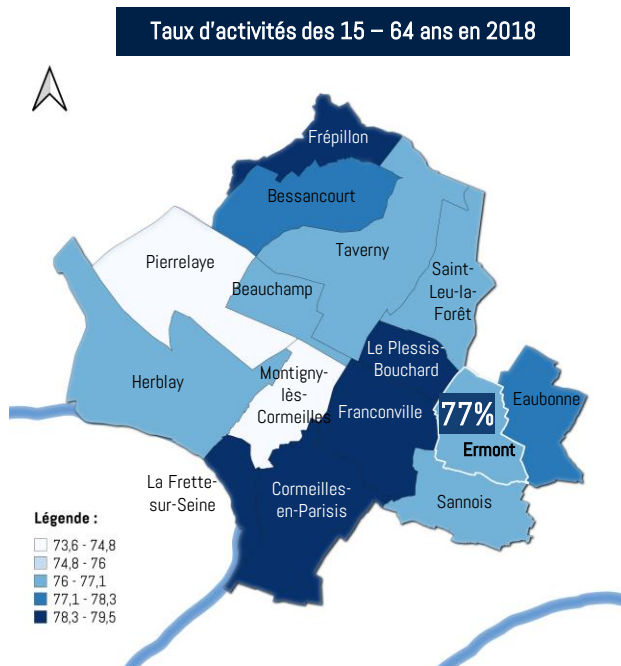 Taux d'activités des 15 – 64 ans en 2018
Frépillon
Bessancourt
Taverny
Pierrelaye
Saint-
Leu-la-
Forêt
Beauchamp
Le Plessis-
Bouchard
Herblay
Montigny-
lès-
Cormeilles
Franconville
77%
Eaubonne
Ermont
La Frette-
sur-Seine
Cormeilles-
en-Parisis
Sannois
Légende :
73,6 - 74,8
74,8 - 76
76 - 77,1
77,1 - 78,3
78,3 - 79,5